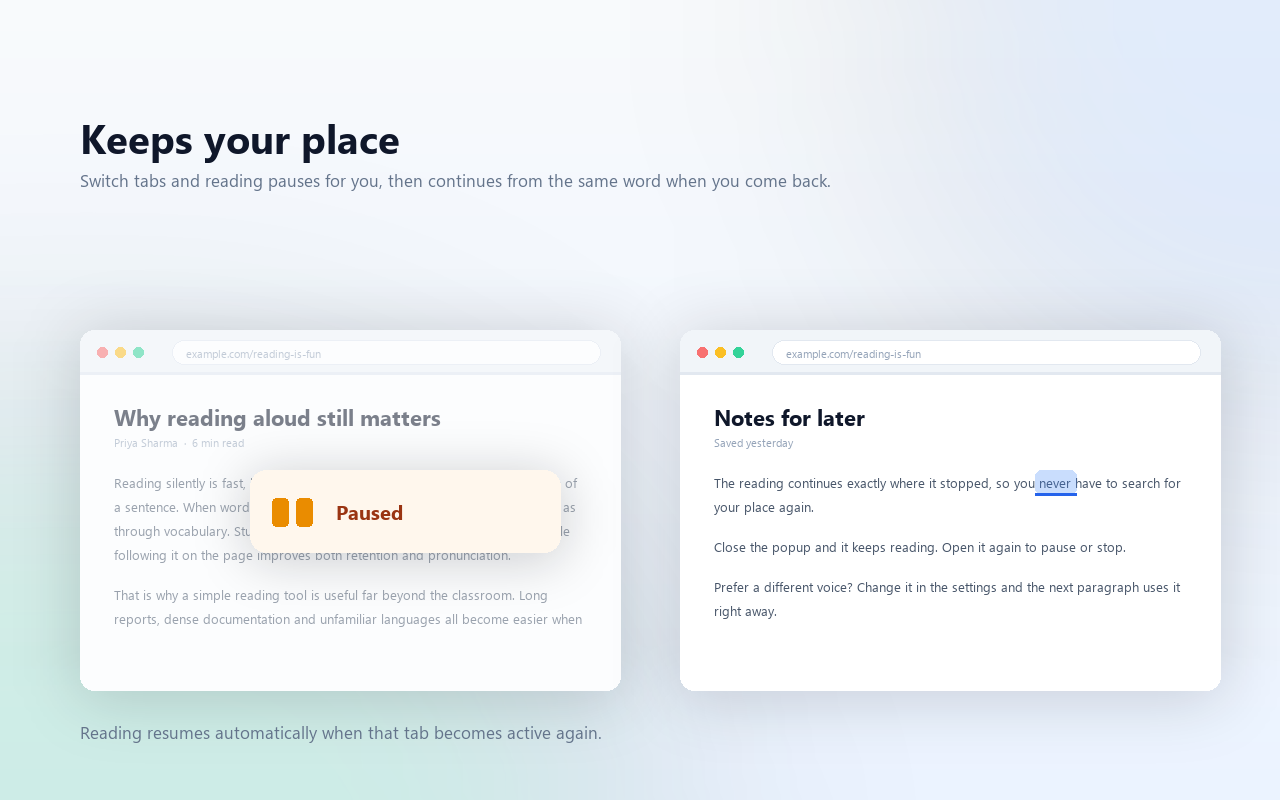 Keeps your place
Switch tabs and reading pauses for you, then continues from the same word when you come back.
example.com/reading-is-fun
Why reading aloud still matters
Priya Sharma · 6 min read
Reading silently is fast, of
a sentence. When word as
through vocabulary.
following it on the page improves both retention and pronunciation.
That is why a simple reading tool is useful far beyond the classroom. Long
reports, dense documentation and unfamiliar languages all become easier when
Paused
example.com/reading-is-fun
Notes for later
Saved yesterday
The reading continues exactly where it stopped, so you never have to search for
your place again.
Close the popup and it keeps reading. Open it again to pause or stop.
Prefer a different voice? Change it in the settings and the next paragraph uses it
right away.
Reading resumes automatically when that tab becomes active again.